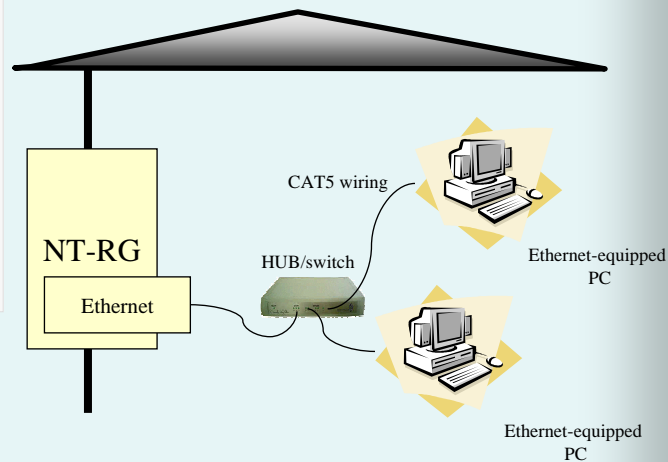 CAT5 wiring
NT-RG
HUB/switch
Ethernet-equipped
PC
Ethernet
Ethernet-equipped
PC